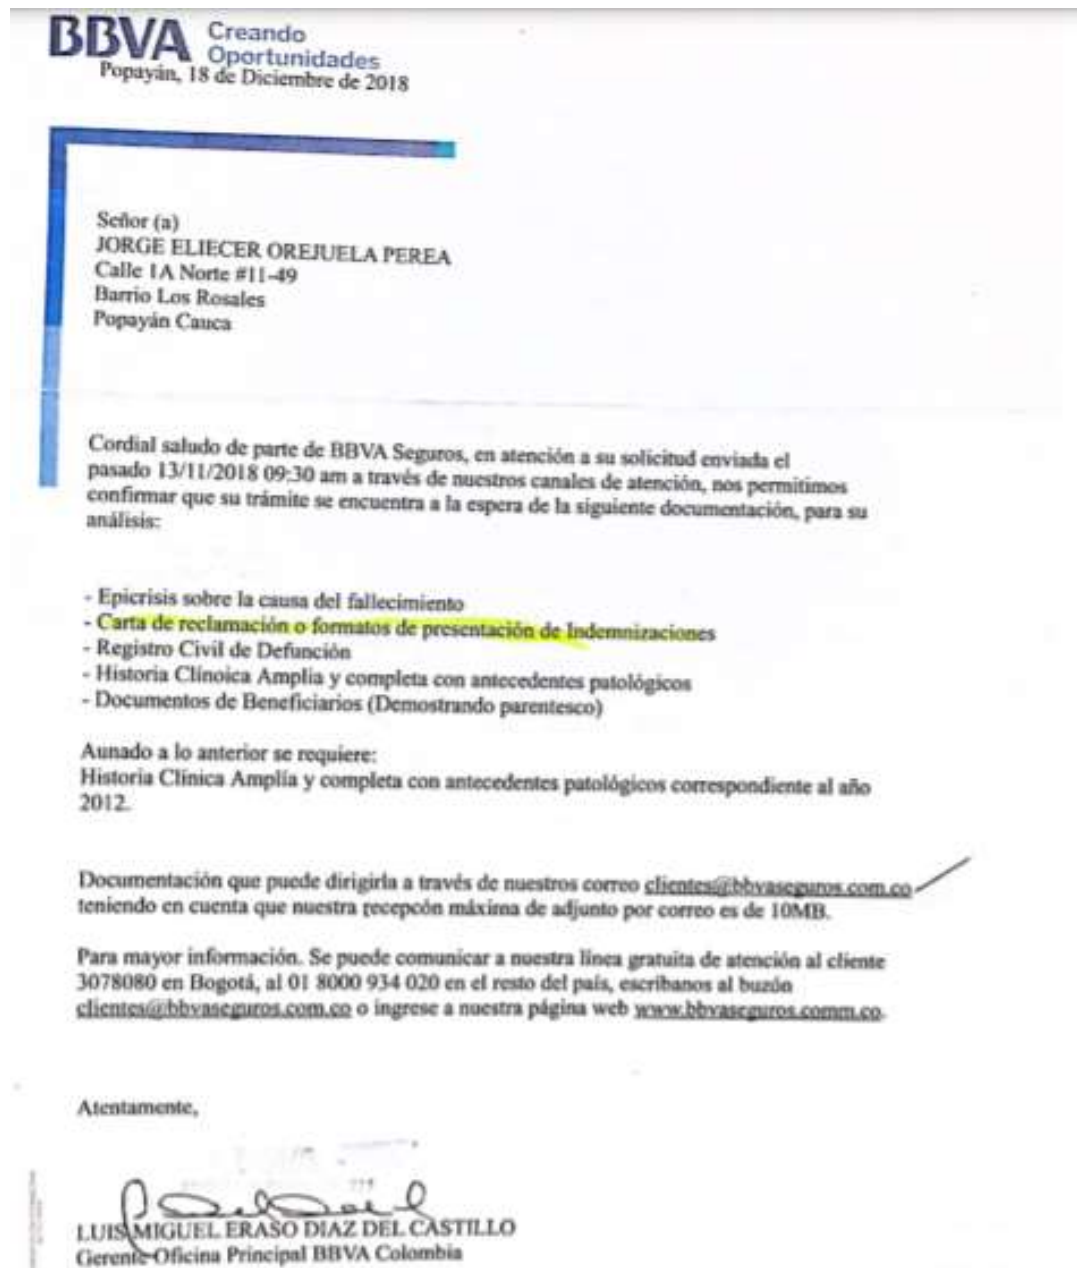 BBVA Creando
Oportunidades
Popayán, 18 de Diciembre de 2018
Señor (a)
JORGE ELIECER OREJUELA PEREA
Calle 1A Norte #11-49
Barrio Los Rosales
Popayán Cauca
Cordial saludo de parte de BBVA Seguros, en atención a su solicitud enviada el
pasado 13/11/2018 09:30 am a través de nuestros canales de atención, nos permitimos
confirmar que su trámite se encuentra a la espera de la siguiente documentación, para su
análisis:
- Epicrisis sobre la causa del fallecimiento
- Carta de reclamación o formatos de presentación de Indemnizaciones
- Registro Civil de Defunción
- Historia Clínoica Amplia y completa con antecedentes patológicos
- Documentos de Beneficiarios (Demostrando parentesco)
Aunado a lo anterior se requiere:
Historia Clínica Amplía y completa con antecedentes patológicos correspondiente al año
2012.
Documentación que puede dirigirla a través de nuestros correo clientes@bbvaseguros.com.co
teniendo en cuenta que nuestra recepcón máxima de adjunto por correo es de 10MB.
Para mayor información. Se puede comunicar a nuestra línea gratuita de atención al cliente
3078080 en Bogotá, al 01 8000 934 020 en el resto del país, escríbanos al buzón
clientes@bbvaseguros.com.co o ingrese a nuestra página web www.bbvaseguros.comm.co.
Atentamente,
LUIS MIGUEL ERASO DIAZ DEL CASTILLO
Gerente Oficina Principal BBVA Colombia